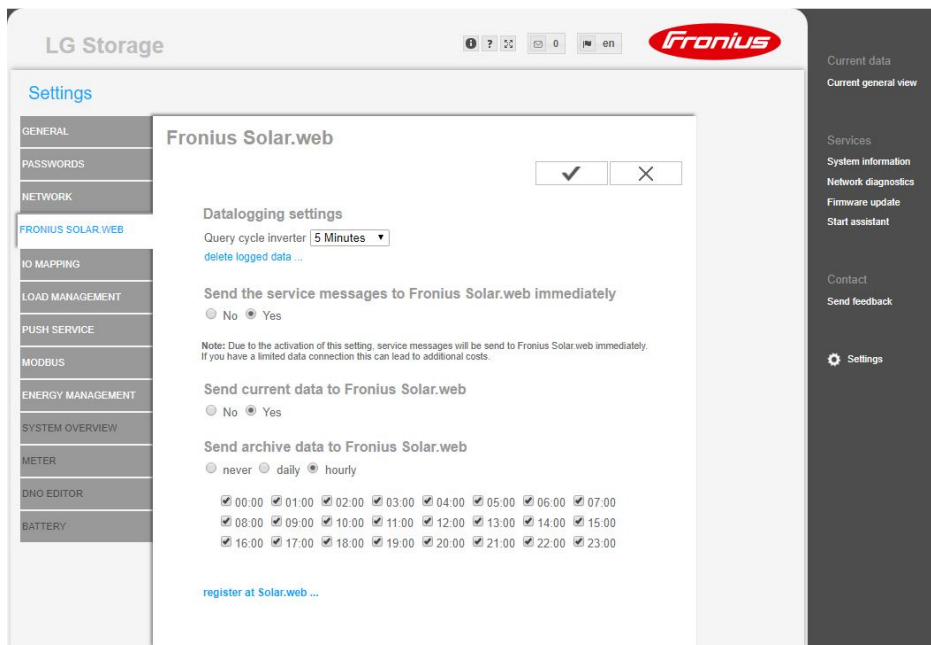 LG Storage
0
en
Fronius
Settings
GENERAL
PASSWORDS
NETWORK
FRONIUS SOLAR.WEB
IO MAPPING
LOAD MANAGEMENT
PUSH SERVICE
MODBUS
ENERGY MANAGEMENT
SYSTEM OVERVIEW
METER
DNO EDITOR
BATTERY
Fronius Solar.web
Datalogging settings
Query cycle inverter 5 Minutes
delete logged data ...
Send the service messages to Fronius Solar.web immediately
No Yes
Note: Due to the activation of this setting, service messages will be send to Fronius Solar.web immediately.
If you have a limited data connection this can lead to additional costs.
Send current data to Fronius Solar.web
No Yes
Send archive data to Fronius Solar.web
never daily hourly
00:00 01:00 02:00 03:00 04:00 05:00 06:00 07:00
08:00 09:00 10:00 11:00 12:00 13:00 14:00 15:00
16:00 17:00 18:00 19:00 20:00 21:00 22:00 23:00
register at Solar.web ...
Current data
Current general view
Services
System information
Network diagnostics
Firmware update
Start assistant
Contact
Send feedback
Settings